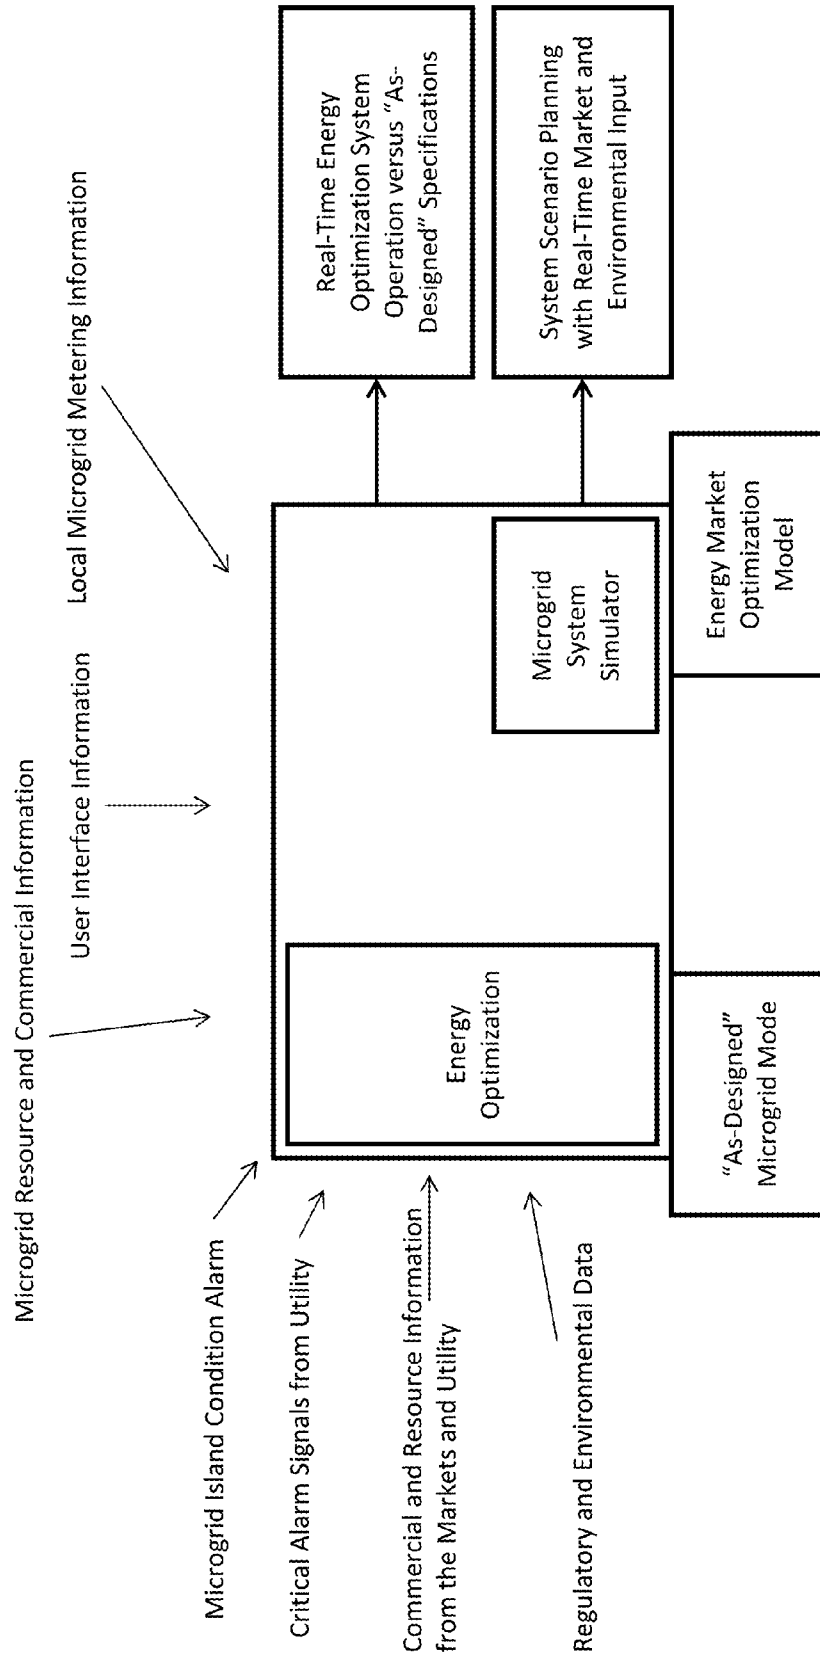 Microgrid Resource and Commercial Information
User Interface Information
Local Microgrid Metering Information
Microgrid Island Condition Alarm
Critical Alarm Signals from Utility
Commercial and Resource Information
from the Markets and Utility
Regulatory and Environmental Data
Energy
Optimization
Microgrid
System
Simulator
"As-Designed"
Microgrid Mode
Energy Market
Optimization
Model
Real-Time Energy
Optimization System
Operation versus "As-
Designed" Specifications
System Scenario Planning
with Real-Time Market and
Environmental Input